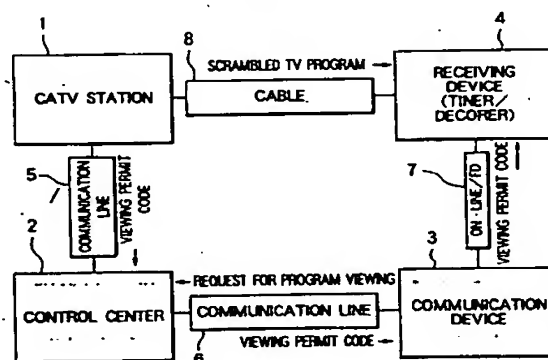 1
8
4
SCRAMBLED TV PROGRAM →
CATV STATION
CABLE
RECEIVING
DEVICE
(TINER/
DECORER)
5
COMMUNICATION
LINE
VIEWING PERMIT
CODE →
7
ON-LINE/FD
VIEWING PERMIT
CODE →
2
3
← REQUEST FOR PROGRAM VIEWING
CONTROL CENTER
COMMUNICATION LINE
COMMUNICATION
DEVICE
6
VIEWING PERMIT CODE ←